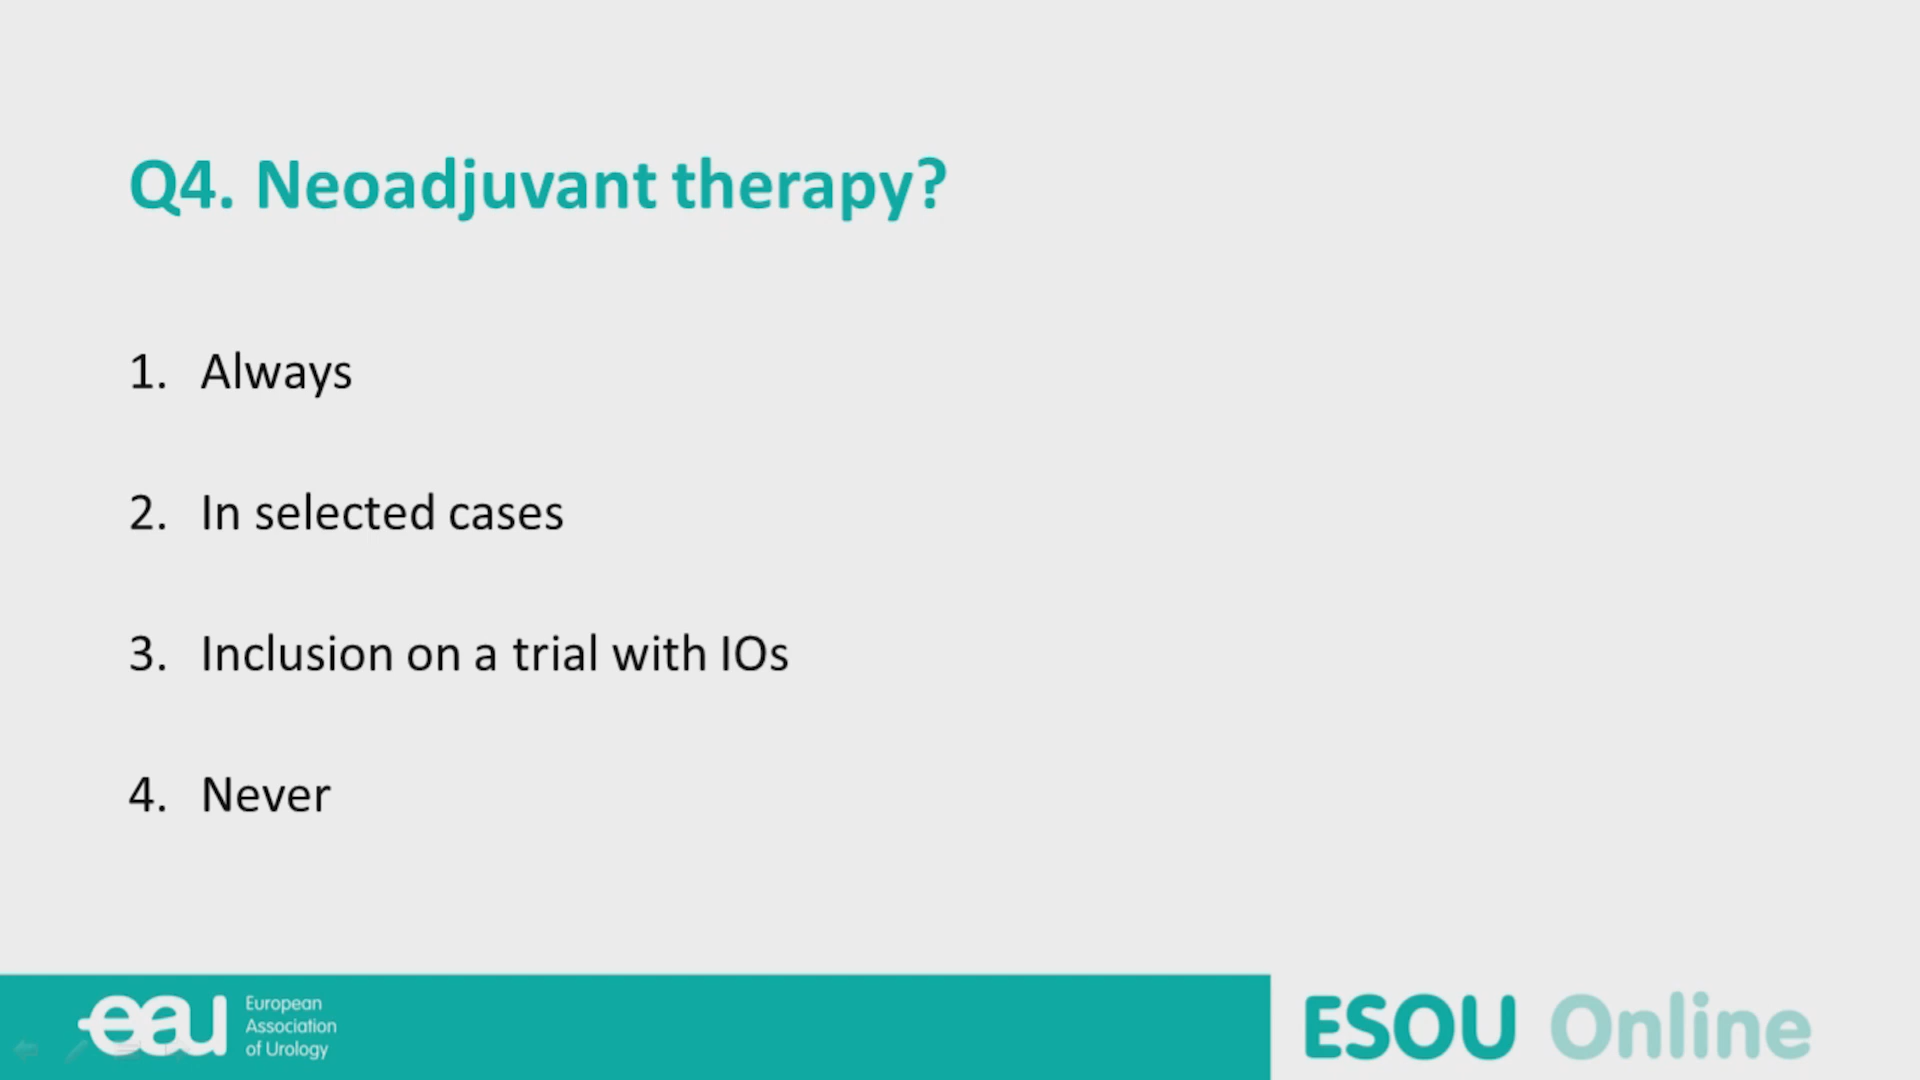 Q4. Neoadjuvant therapy?
1. Always
2. In selected cases
3. Inclusion on a trial with IOs
4. Never
eau
European
Association
of Urology
ESOU Online